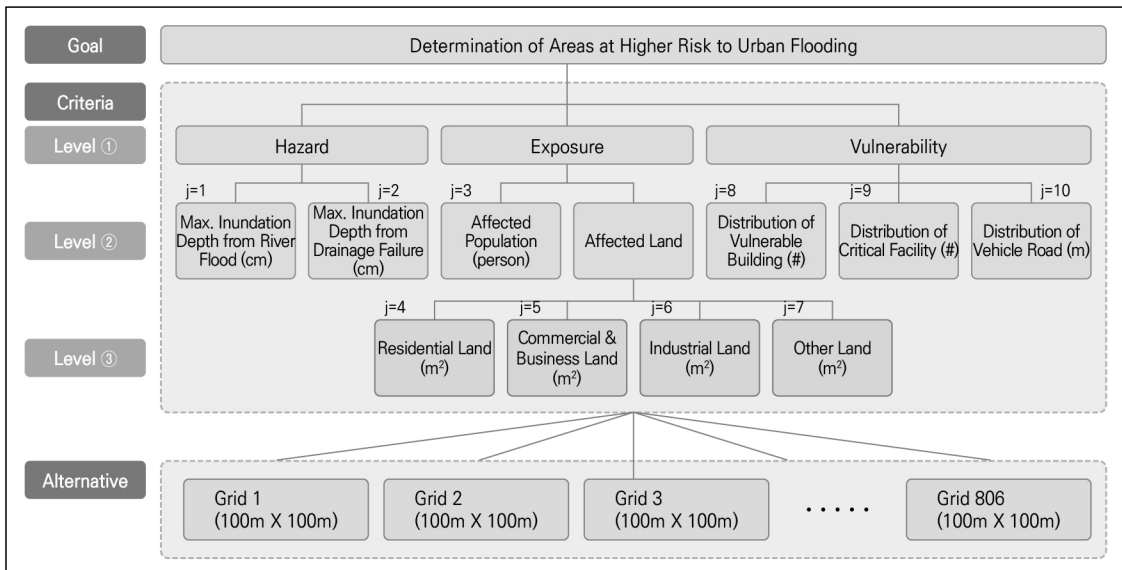 Goal
Determination of Areas at Higher Risk to Urban Flooding
Criteria
Level ①
Hazard
Exposure
Vulnerability
Level ②
j=1
Max. Inundation
Depth from River
Flood (cm)
j=2
Max. Inundation
Depth from
Drainage Failure
(cm)
j=3
Affected
Population
(person)
Affected Land
j=8
Distribution of
Vulnerable
Building (#)
j=9
Distribution of
Critical Facility (#)
j=10
Distribution of
Vehicle Road (m)
Level ③
j=4
Residential Land
(m²)
j=5
Commercial &
Business Land
(m²)
j=6
Industrial Land
(m²)
j=7
Other Land
(m²)
Alternative
Grid 1
(100m X 100m)
Grid 2
(100m X 100m)
Grid 3
(100m X 100m)
· · · · ·
Grid 806
(100m X 100m)